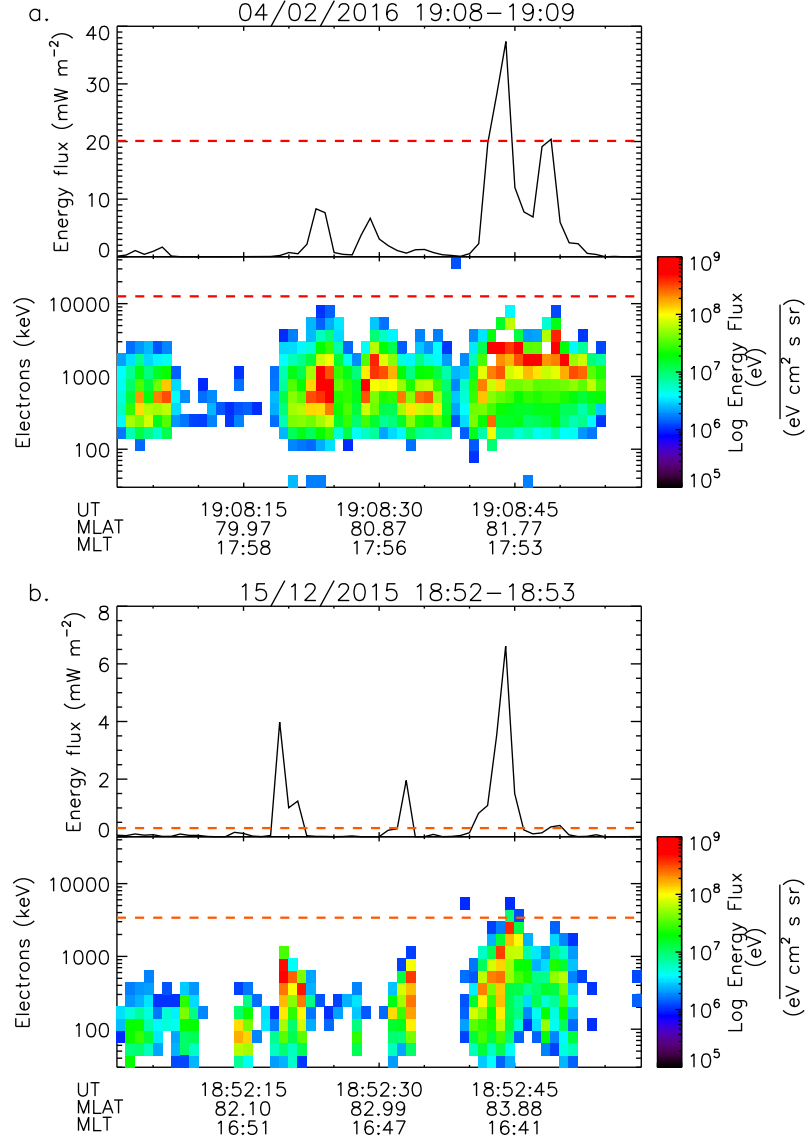 a.
04/02/2016 19:08−19:09
Energy flux (mW m⁻²)
40
30
20
10
0
Electrons (keV)
10000
1000
100
10⁹
10⁸
10⁷
10⁶
10⁵
Log Energy Flux
(eV)
(eV cm² s sr)
UT 19:08:15 19:08:30 19:08:45
MLAT 79.97 80.87 81.77
MLT 17:58 17:56 17:53
b.
15/12/2015 18:52−18:53
Energy flux (mW m⁻²)
8
6
4
2
0
Electrons (keV)
10000
1000
100
10⁹
10⁸
10⁷
10⁶
10⁵
Log Energy Flux
(eV)
(eV cm² s sr)
UT 18:52:15 18:52:30 18:52:45
MLAT 82.10 82.99 83.88
MLT 16:51 16:47 16:41